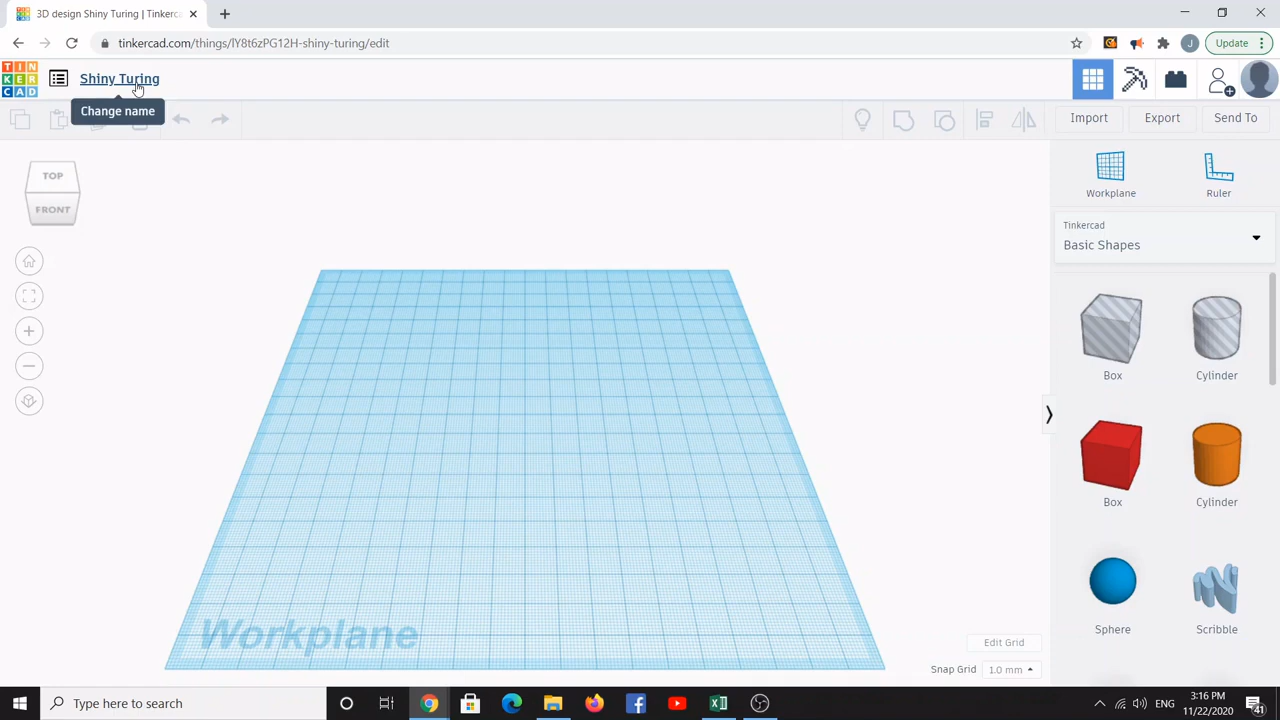 3D design Shiny Turing | Tinkerca
tinkercad.com/things/lY8t6zPG12H-shiny-turing/edit
J
Update
TIN
KER
CAD
Shiny Turing
Change name
Import
Export
Send To
TOP
FRONT
Workplane
Ruler
Tinkercad
Basic Shapes
Box
Cylinder
Box
Cylinder
Sphere
Scribble
Workplane
Edit Grid
Snap Grid
1.0 mm
Type here to search
ENG
3:16 PM
11/22/2020
41